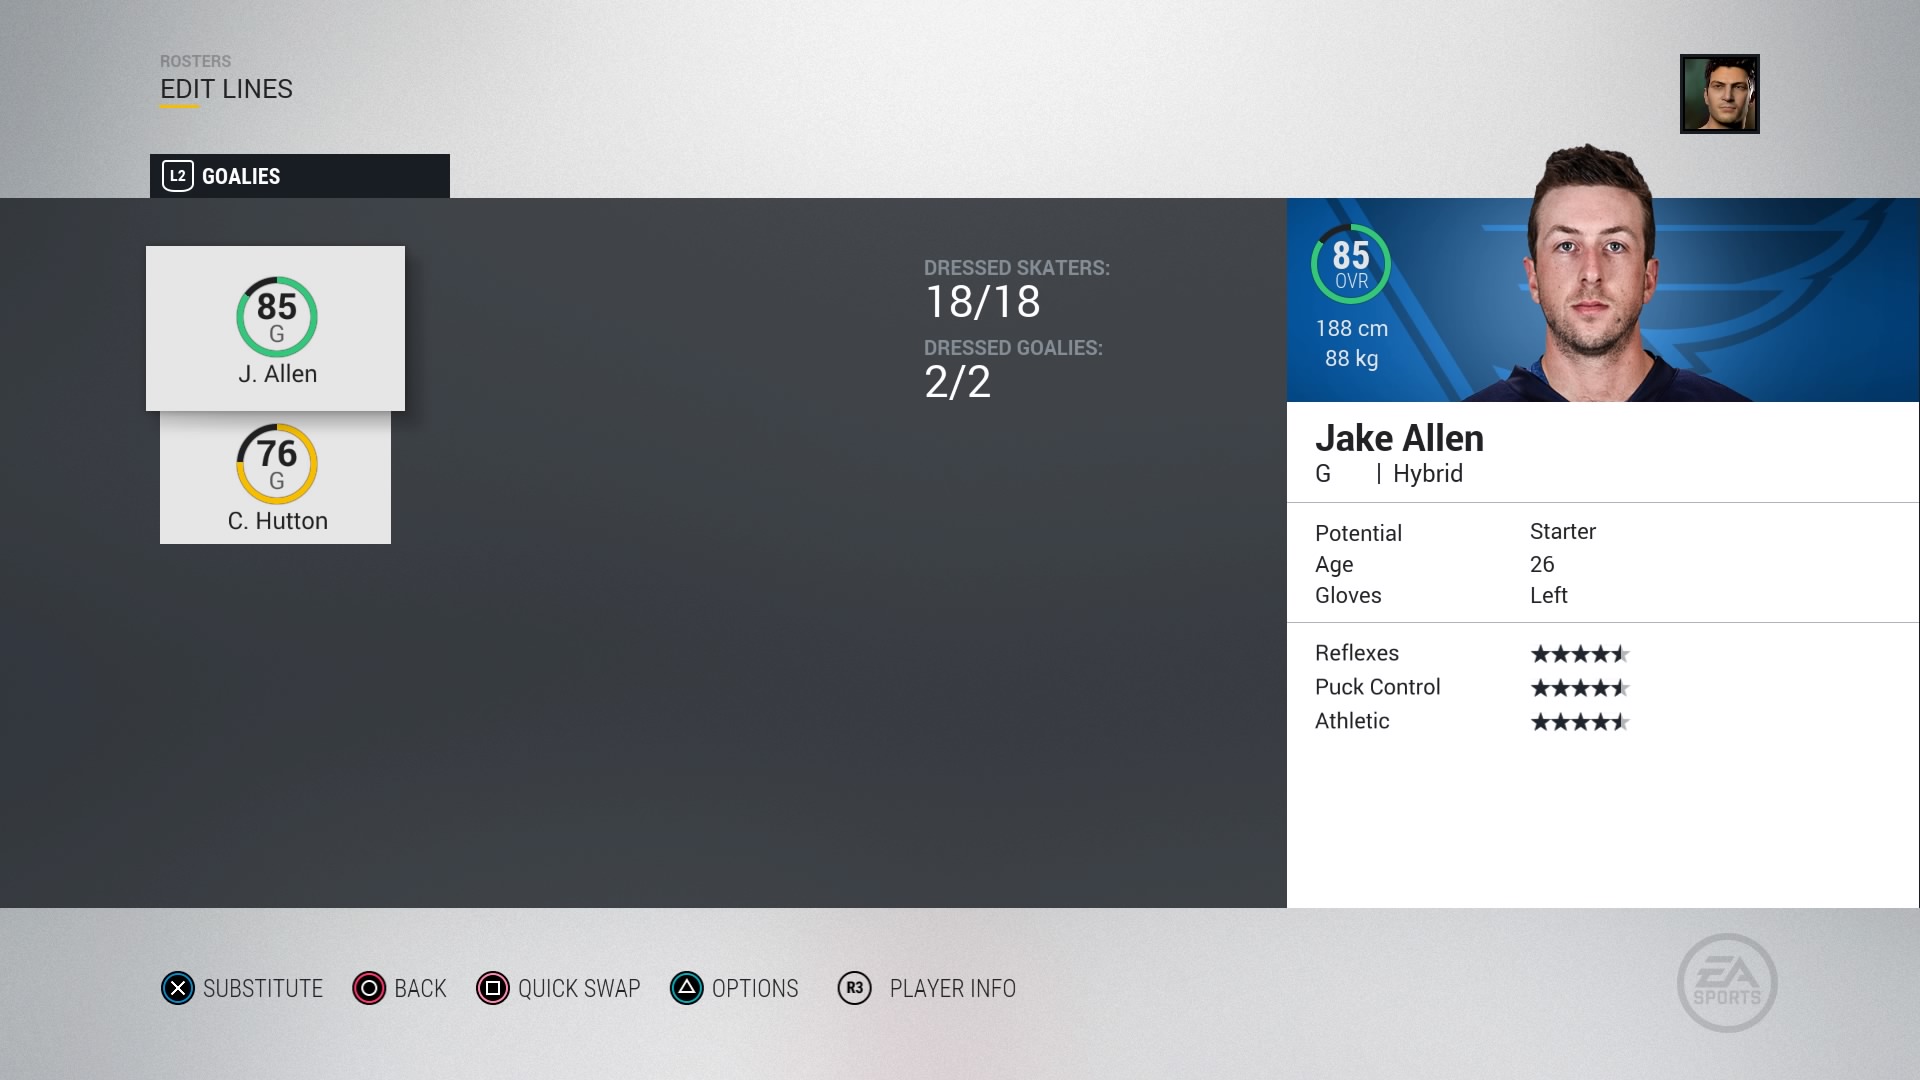 ROSTERS
EDIT LINES
L2 GOALIES
85
G
J. Allen
76
G
C. Hutton
DRESSED SKATERS:
18/18
DRESSED GOALIES:
2/2
85
OVR
188 cm
88 kg
Jake Allen
G | Hybrid
Potential Starter
Age 26
Gloves Left
Reflexes
Puck Control
Athletic
SUBSTITUTE BACK QUICK SWAP OPTIONS R3 PLAYER INFO
EA
SPORTS